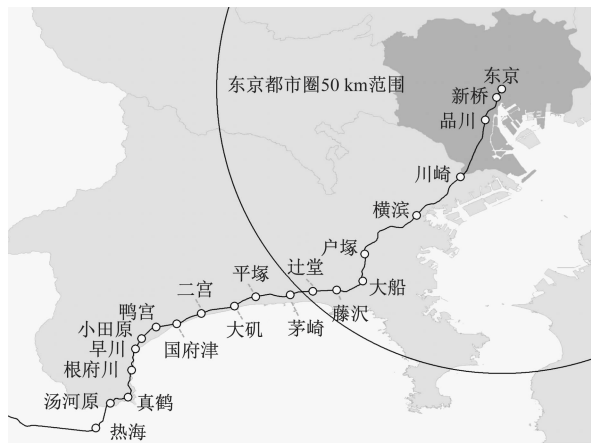 东京都市圈50 km范围
东京
新桥
品川
川崎
横滨
户塚
大船
藤沢
辻堂
茅崎
平塚
大矶
二宫
国府津
鸭宫
小田原
早川
根府川
真鹤
汤河原
热海